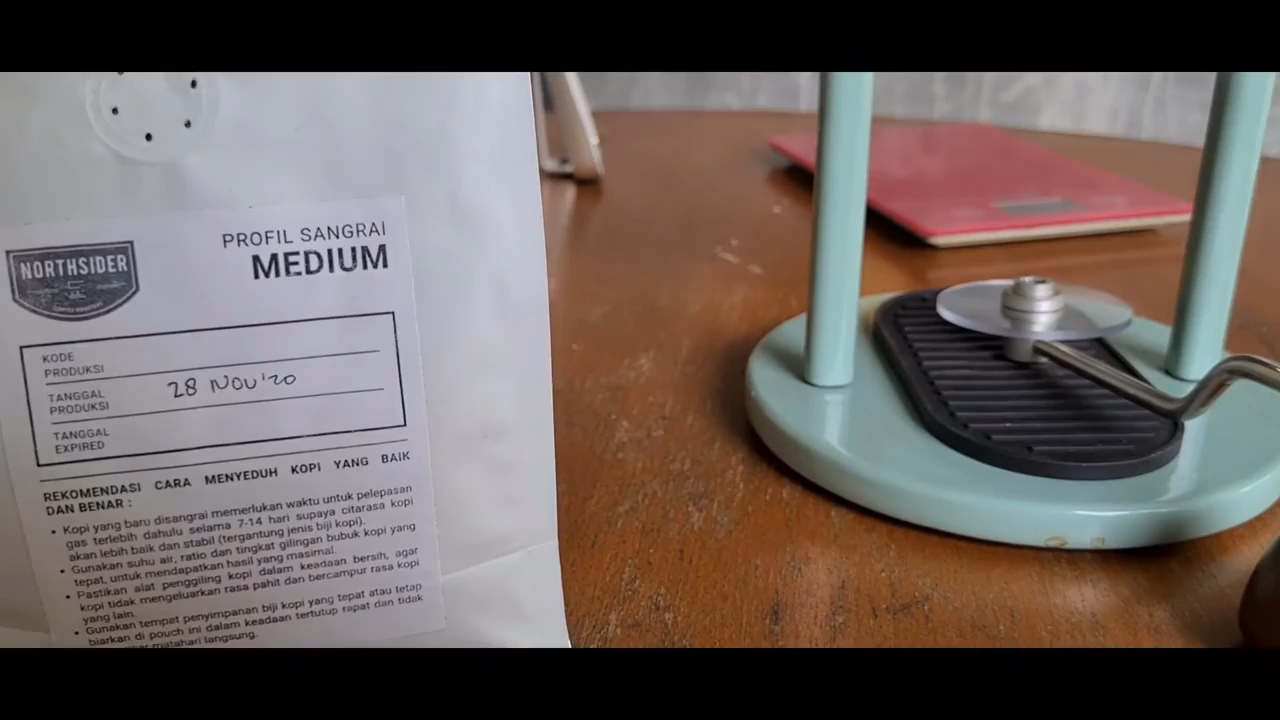 NORTHSIDER
PROFIL SANGRAI
MEDIUM
KODE
PRODUKSI
TANGGAL
PRODUKSI
28 NOV'20
TANGGAL
EXPIRED
REKOMENDASI CARA MENYEDUH KOPI YANG BAIK
DAN BENAR :
• Kopi yang baru disangrai memerlukan waktu untuk pelepasan
gas terlebih dahulu selama 7-14 hari supaya citarasa kopi
akan lebih baik dan stabil (tergantung jenis biji kopi).
• Gunakan suhu air, ratio dan tingkat gilingan bubuk kopi yang
tepat, untuk mendapatkan hasil yang masimal.
• Pastikan alat penggiling kopi dalam keadaan bersih, agar
kopi tidak mengeluarkan rasa pahit dan bercampur rasa kopi
yang lain.
• Gunakan tempat penyimpanan biji kopi yang tepat atau tetap
biarkan di pouch ini dalam keadaan tertutup rapat dan tidak
matahari langsung.